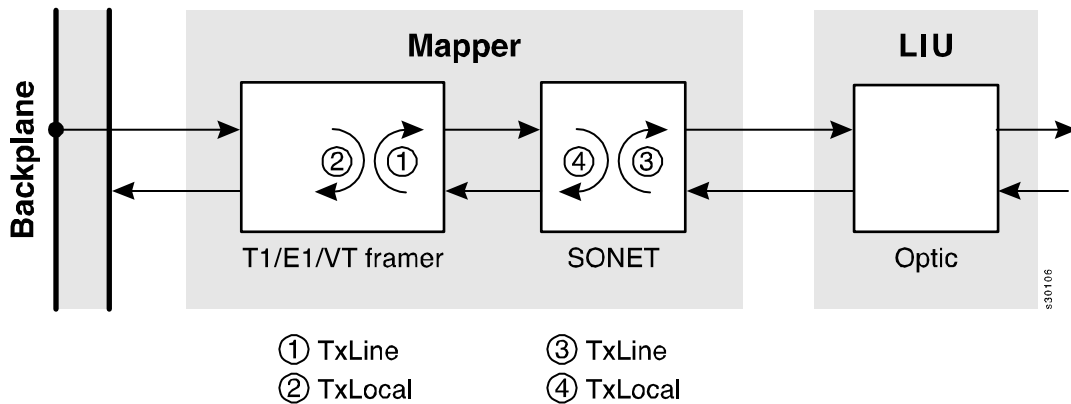 Mapper
LIU
Backplane
② ①
④ ③
T1/E1/VT framer
SONET
Optic
s30106
① TxLine
③ TxLine
② TxLocal
④ TxLocal